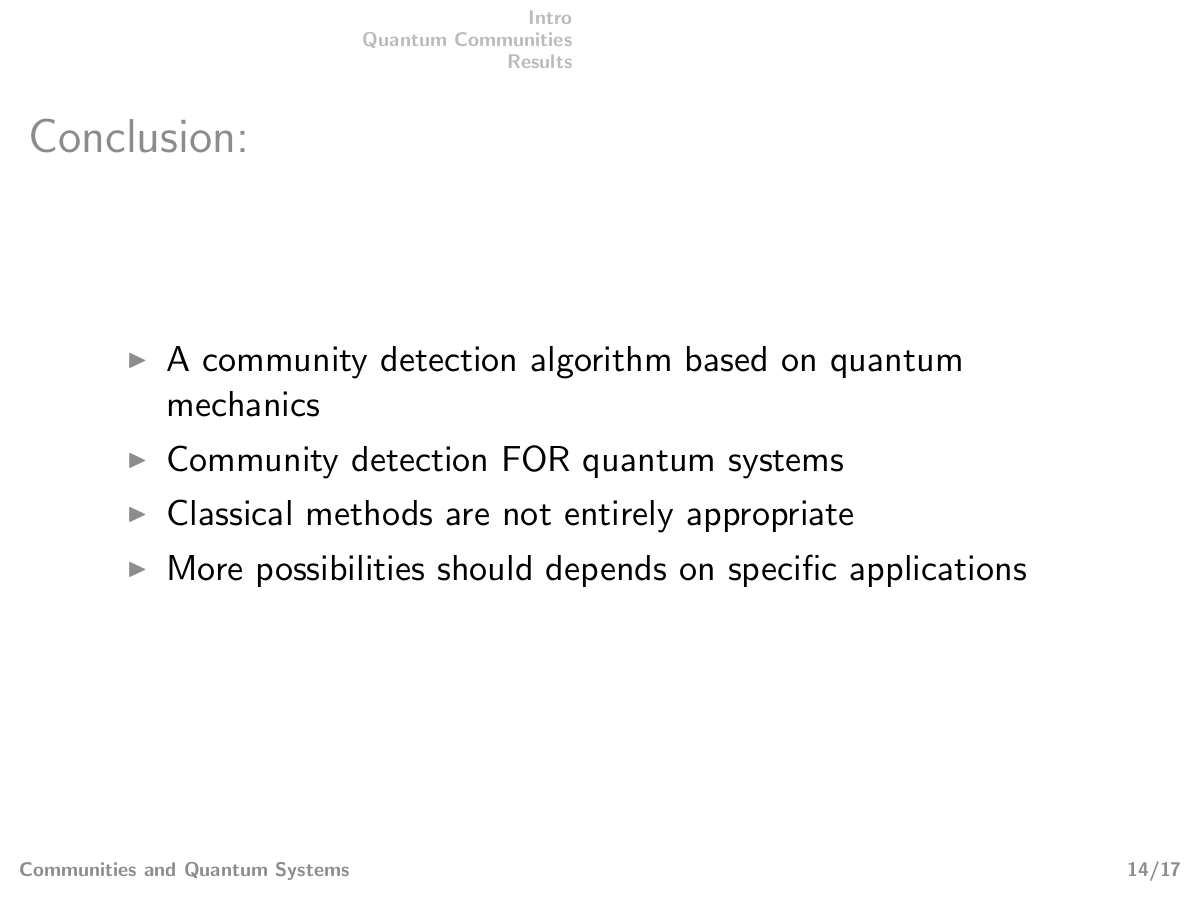 Intro
Quantum Communities
Results
Conclusion:
A community detection algorithm based on quantum
mechanics
Community detection FOR quantum systems
Classical methods are not entirely appropriate
More possibilities should depends on specific applications
Communities and Quantum Systems
14/17